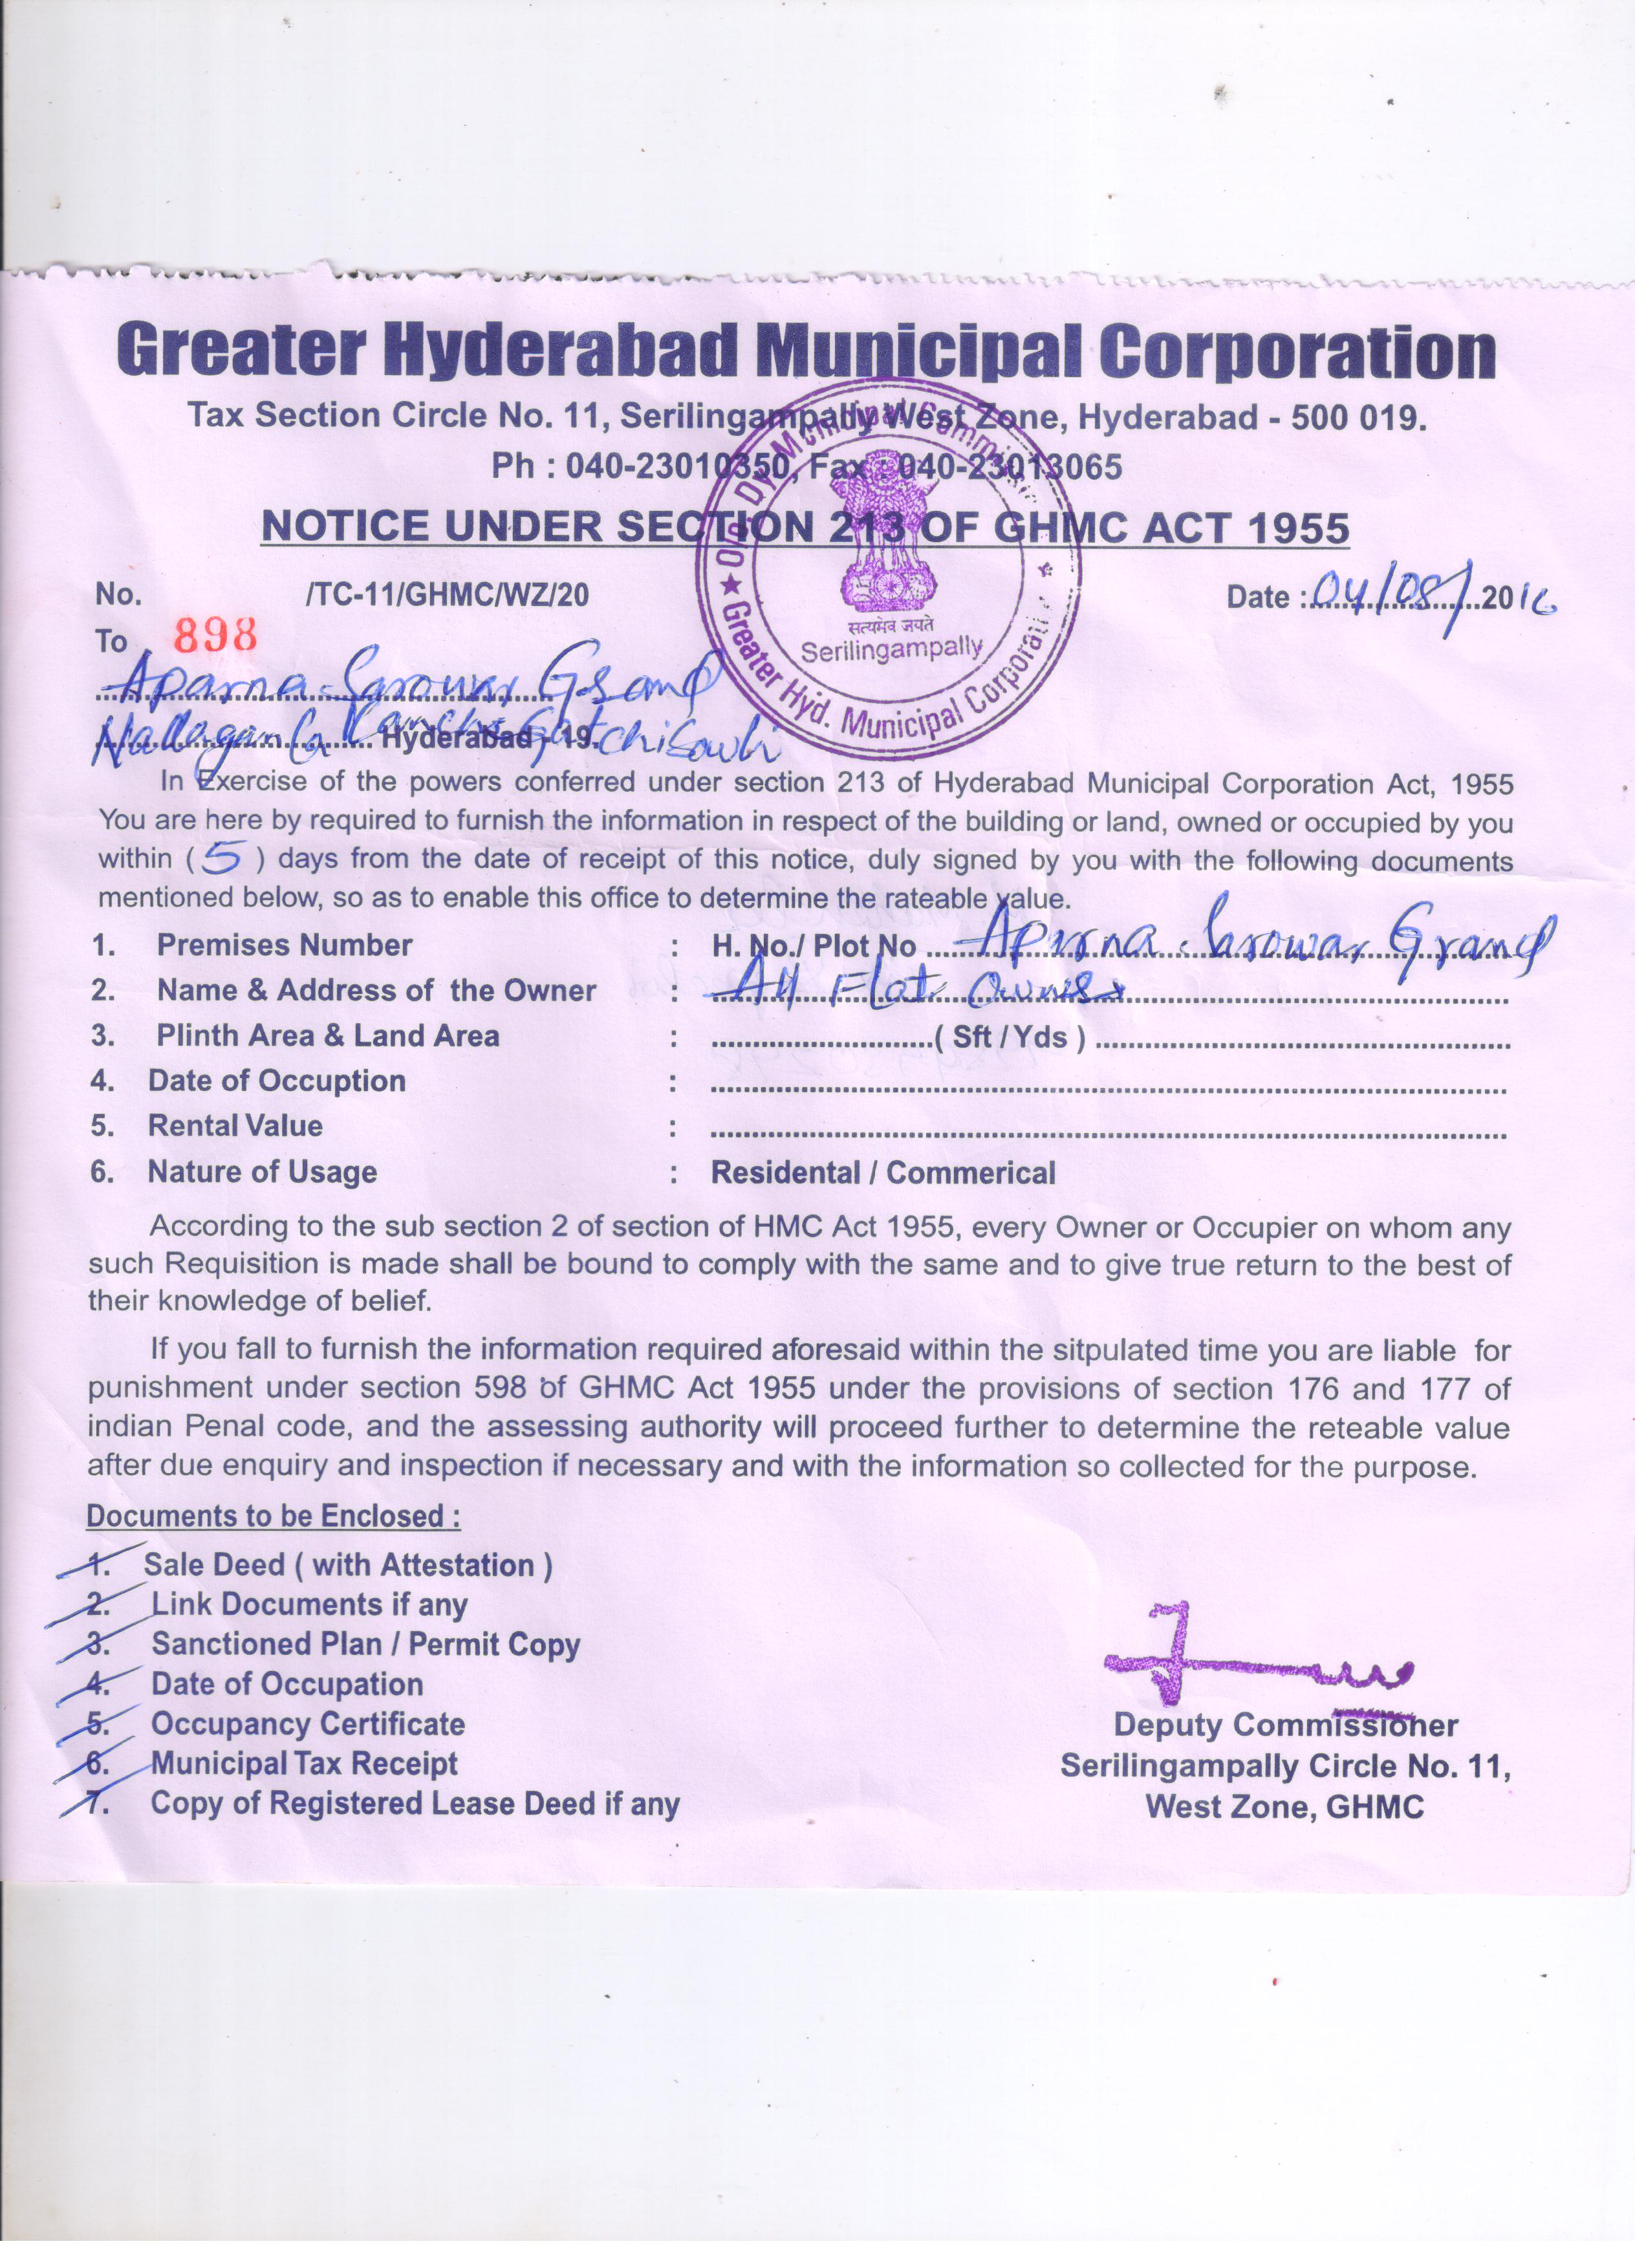 Greater Hyderabad Municipal Corporation
Tax Section Circle No. 11, Serilingampally West Zone, Hyderabad - 500 019.
Ph : 040-23010350, Fax : 040-23013065
NOTICE UNDER SECTION 213 OF GHMC ACT 1955
No. /TC-11/GHMC/WZ/20
Date : 04/08/2016
To 898
Aparna Sarowar Grand
Nallaganda Hyderabad - 19. Gatchibowli
सत्यमेव जयते
Serilingampally
Greater Hyd. Municipal Corporation
In Exercise of the powers conferred under section 213 of Hyderabad Municipal Corporation Act, 1955
You are here by required to furnish the information in respect of the building or land, owned or occupied by you
within ( 5 ) days from the date of receipt of this notice, duly signed by you with the following documents
mentioned below, so as to enable this office to determine the rateable value.
1. Premises Number : H. No./ Plot No Aparna Sarowar Grand
2. Name & Address of the Owner : All Flat Owners
3. Plinth Area & Land Area : ( Sft / Yds )
4. Date of Occuption :
5. Rental Value :
6. Nature of Usage : Residental / Commerical
According to the sub section 2 of section of HMC Act 1955, every Owner or Occupier on whom any
such Requisition is made shall be bound to comply with the same and to give true return to the best of
their knowledge of belief.
If you fall to furnish the information required aforesaid within the sitpulated time you are liable for
punishment under section 598 of GHMC Act 1955 under the provisions of section 176 and 177 of
indian Penal code, and the assessing authority will proceed further to determine the reteable value
after due enquiry and inspection if necessary and with the information so collected for the purpose.
Documents to be Enclosed :
1. Sale Deed ( with Attestation )
2. Link Documents if any
3. Sanctioned Plan / Permit Copy
4. Date of Occupation
5. Occupancy Certificate
6. Municipal Tax Receipt
7. Copy of Registered Lease Deed if any
Deputy Commissioner
Serilingampally Circle No. 11,
West Zone, GHMC